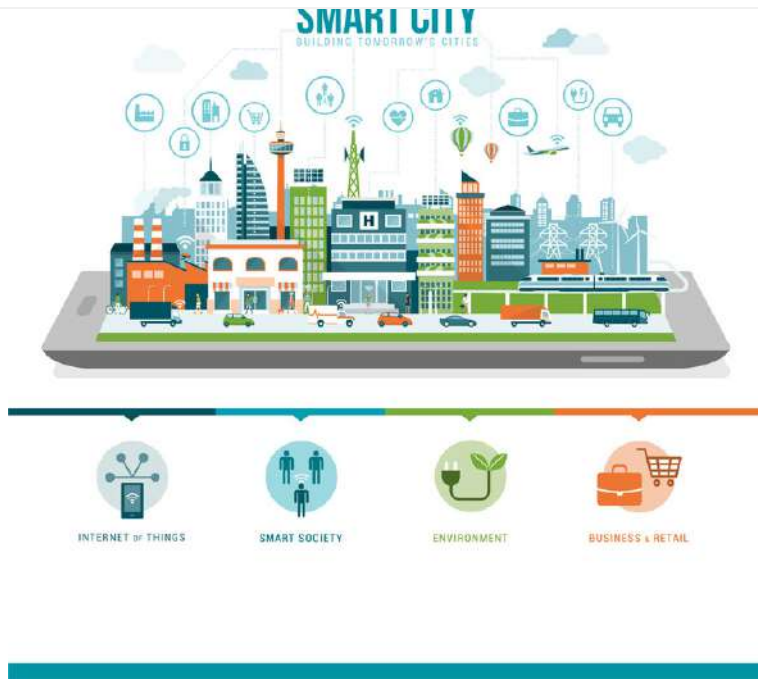 SMART CITY
BUILDING TOMORROW'S CITIES
H
INTERNET OF THINGS
SMART SOCIETY
ENVIRONMENT
BUSINESS & RETAIL